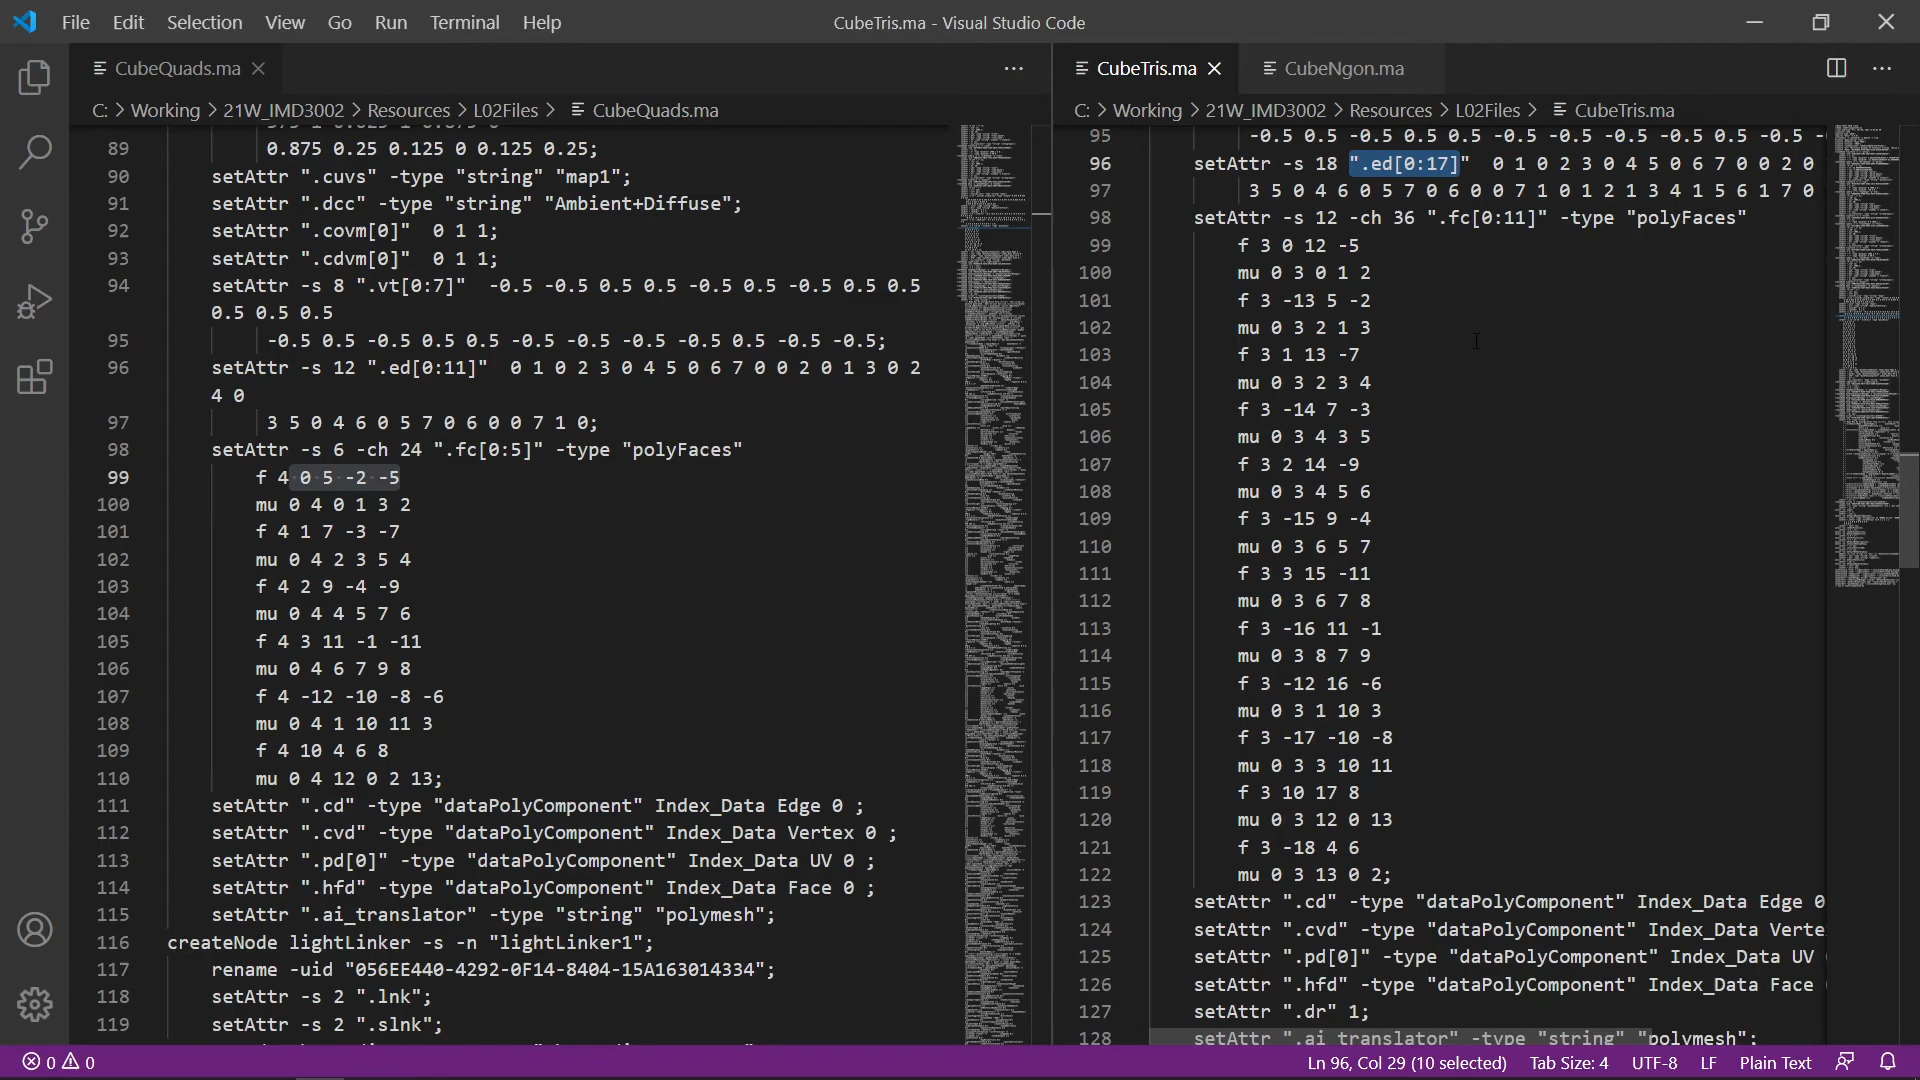 File Edit Selection View Go Run Terminal Help
CubeTris.ma - Visual Studio Code
CubeQuads.ma
C: > Working > 21W_IMD3002 > Resources > L02Files > CubeQuads.ma
89 0.875 0.25 0.125 0 0.125 0.25;
90 setAttr ".cuvs" -type "string" "map1";
91 setAttr ".dcc" -type "string" "Ambient+Diffuse";
92 setAttr ".covm[0]"  0 1 1;
93 setAttr ".cdvm[0]"  0 1 1;
94 setAttr -s 8 ".vt[0:7]"  -0.5 -0.5 0.5 0.5 -0.5 0.5 -0.5 0.5 0.5
0.5 0.5 0.5
95 -0.5 0.5 -0.5 0.5 0.5 -0.5 -0.5 -0.5 -0.5 0.5 -0.5 -0.5;
96 setAttr -s 12 ".ed[0:11]"  0 1 0 2 3 0 4 5 0 6 7 0 0 2 0 1 3 0 2
4 0
97 3 5 0 4 6 0 5 7 0 6 0 0 7 1 0;
98 setAttr -s 6 -ch 24 ".fc[0:5]" -type "polyFaces"
99 f 4 0 5 -2 -5
100 mu 0 4 0 1 3 2
101 f 4 1 7 -3 -7
102 mu 0 4 2 3 5 4
103 f 4 2 9 -4 -9
104 mu 0 4 4 5 7 6
105 f 4 3 11 -1 -11
106 mu 0 4 6 7 9 8
107 f 4 -12 -10 -8 -6
108 mu 0 4 1 10 11 3
109 f 4 10 4 6 8
110 mu 0 4 12 0 2 13;
111 setAttr ".cd" -type "dataPolyComponent" Index_Data Edge 0 ;
112 setAttr ".cvd" -type "dataPolyComponent" Index_Data Vertex 0 ;
113 setAttr ".pd[0]" -type "dataPolyComponent" Index_Data UV 0 ;
114 setAttr ".hfd" -type "dataPolyComponent" Index_Data Face 0 ;
115 setAttr ".ai_translator" -type "string" "polymesh";
116 createNode lightLinker -s -n "lightLinker1";
117 rename -uid "056EE440-4292-0F14-8404-15A163014334";
118 setAttr -s 2 ".lnk";
119 setAttr -s 2 ".slnk";
CubeTris.ma
CubeNgon.ma
C: > Working > 21W_IMD3002 > Resources > L02Files > CubeTris.ma
95 -0.5 0.5 -0.5 0.5 0.5 -0.5 -0.5 -0.5 -0.5 0.5 -0.5 -
96 setAttr -s 18 ".ed[0:17]"  0 1 0 2 3 0 4 5 0 6 7 0 0 2 0
97 3 5 0 4 6 0 5 7 0 6 0 0 7 1 0 1 2 1 3 4 1 5 6 1 7 0
98 setAttr -s 12 -ch 36 ".fc[0:11]" -type "polyFaces"
99 f 3 0 12 -5
100 mu 0 3 0 1 2
101 f 3 -13 5 -2
102 mu 0 3 2 1 3
103 f 3 1 13 -7
104 mu 0 3 2 3 4
105 f 3 -14 7 -3
106 mu 0 3 4 3 5
107 f 3 2 14 -9
108 mu 0 3 4 5 6
109 f 3 -15 9 -4
110 mu 0 3 6 5 7
111 f 3 3 15 -11
112 mu 0 3 6 7 8
113 f 3 -16 11 -1
114 mu 0 3 8 7 9
115 f 3 -12 16 -6
116 mu 0 3 1 10 3
117 f 3 -17 -10 -8
118 mu 0 3 3 10 11
119 f 3 10 17 8
120 mu 0 3 12 0 13
121 f 3 -18 4 6
122 mu 0 3 13 0 2;
123 setAttr ".cd" -type "dataPolyComponent" Index_Data Edge 0
124 setAttr ".cvd" -type "dataPolyComponent" Index_Data Verte
125 setAttr ".pd[0]" -type "dataPolyComponent" Index_Data UV
126 setAttr ".hfd" -type "dataPolyComponent" Index_Data Face
127 setAttr ".dr" 1;
128 setAttr ".ai_translator" -type "string" "polymesh";
0 0
Ln 96, Col 29 (10 selected) Tab Size: 4 UTF-8 LF Plain Text